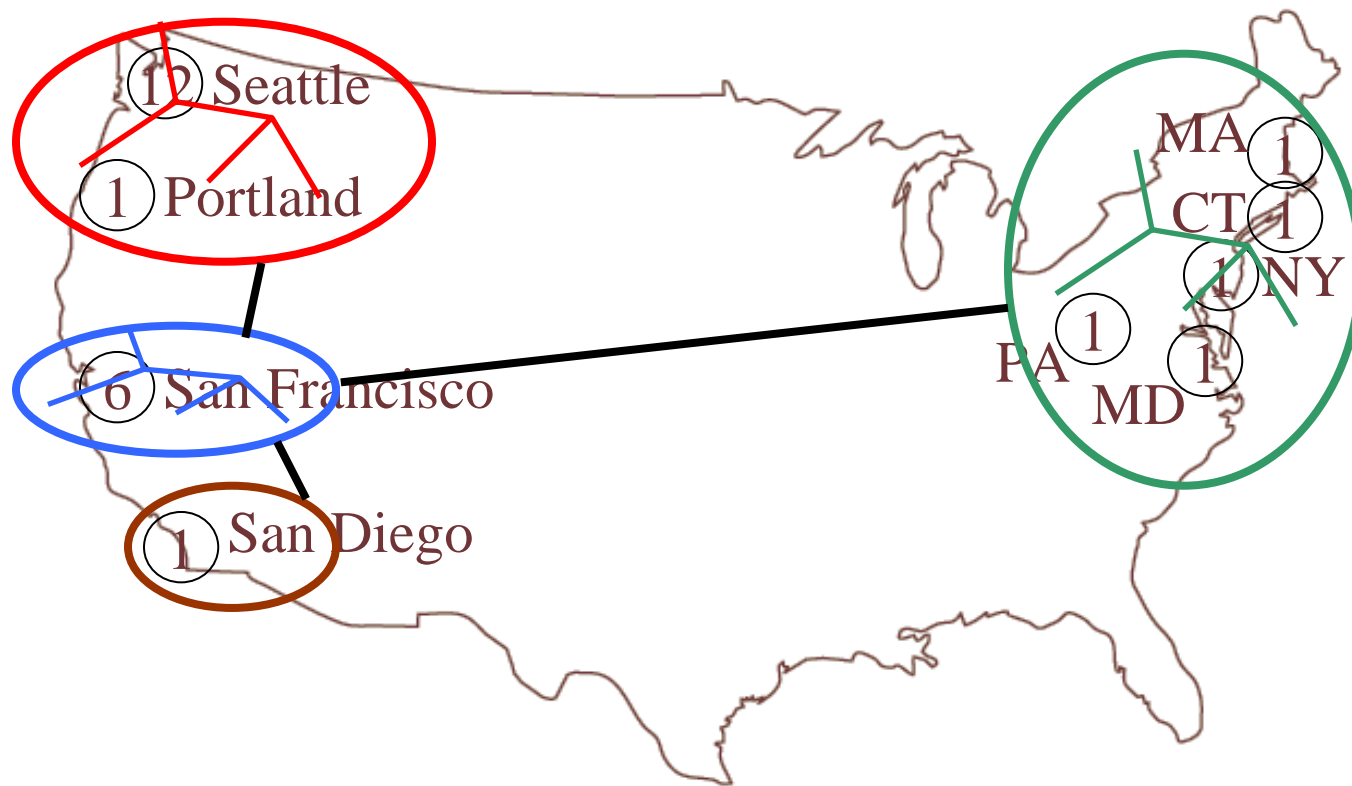 12 Seattle
1 Portland
6 San Francisco
1 San Diego
MA 1
CT 1
1 NY
PA 1
MD 1